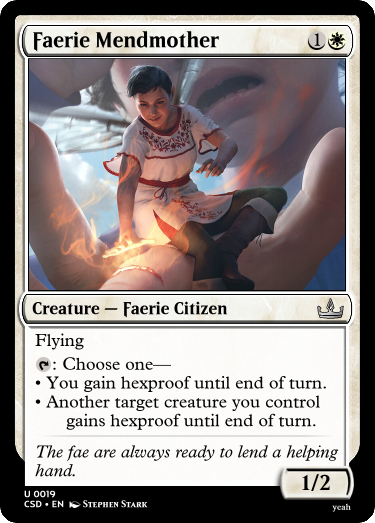 Faerie Mendmother 1
Creature — Faerie Citizen
Flying
: Choose one—
• You gain hexproof until end of turn.
• Another target creature you control
gains hexproof until end of turn.
The fae are always ready to lend a helping
hand.
1/2
U 0019
CSD • EN STEPHEN STARK
yeah